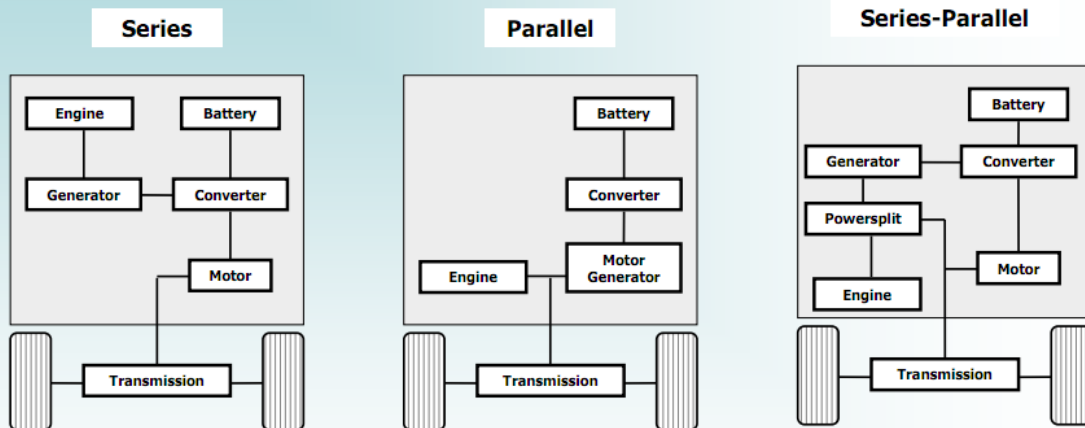 Series
Engine
Battery
Generator
Converter
Motor
Transmission
Parallel
Battery
Converter
Engine
Motor
Generator
Transmission
Series-Parallel
Battery
Generator
Converter
Powersplit
Motor
Engine
Transmission